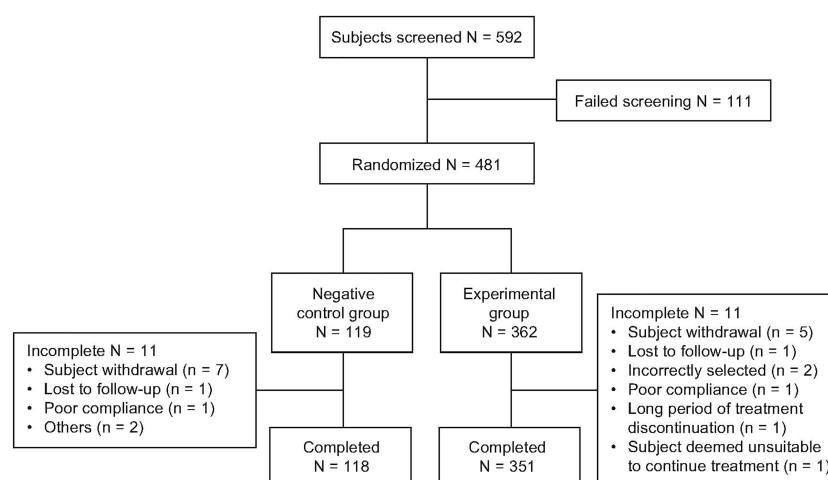 Subjects screened N = 592
Failed screening N = 111
Randomized N = 481
Negative
control group
N = 119
Experimental
group
N = 362
Incomplete N = 11
• Subject withdrawal (n = 7)
• Lost to follow-up (n = 1)
• Poor compliance (n = 1)
• Others (n = 2)
Incomplete N = 11
• Subject withdrawal (n = 5)
• Lost to follow-up (n = 1)
• Incorrectly selected (n = 2)
• Poor compliance (n = 1)
• Long period of treatment
discontinuation (n = 1)
• Subject deemed unsuitable
to continue treatment (n = 1)
Completed
N = 118
Completed
N = 351